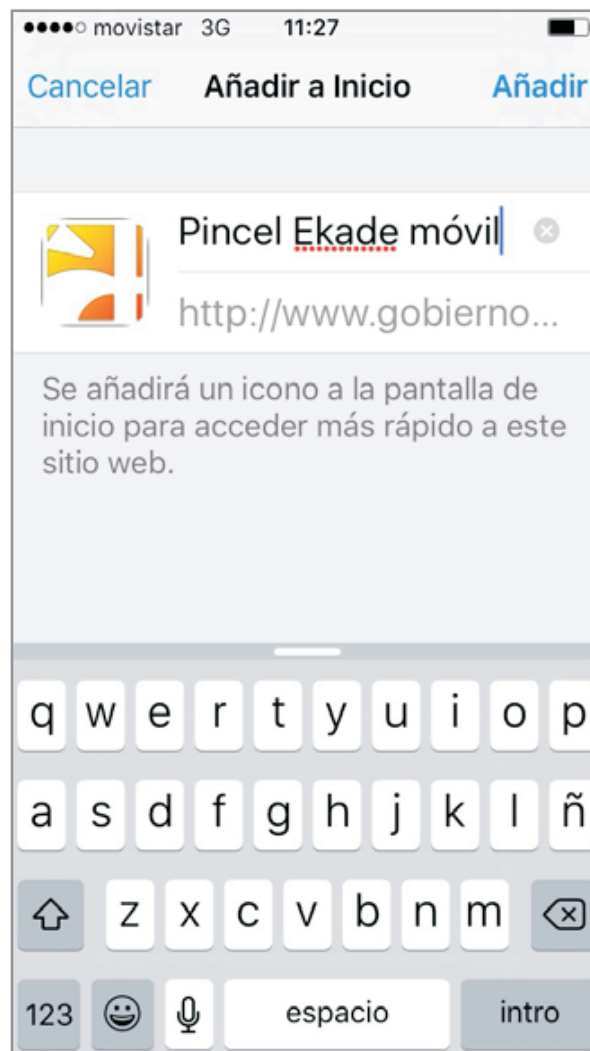 movistar 3G 11:27
Cancelar Añadir a Inicio Añadir
Pincel Ekade móvil
http://www.gobierno...
Se añadirá un icono a la pantalla de
inicio para acceder más rápido a este
sitio web.
q w e r t y u i o p
a s d f g h j k l ñ
z x c v b n m
123 espacio intro